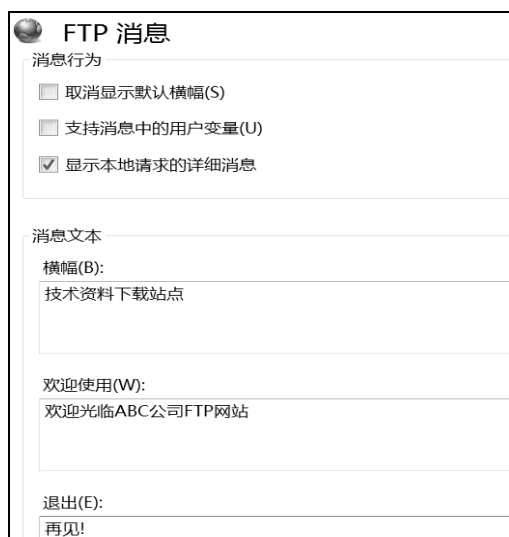 FTP 消息
消息行为
取消显示默认横幅(S)
支持消息中的用户变量(U)
显示本地请求的详细消息
消息文本
横幅(B):
技术资料下载站点
欢迎使用(W):
欢迎光临ABC公司FTP网站
退出(E):
再见!